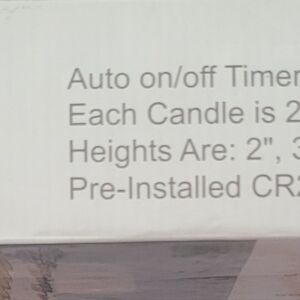 Auto on/off Timer
Each Candle is 2
Heights Are: 2", 3
Pre-Installed CR2